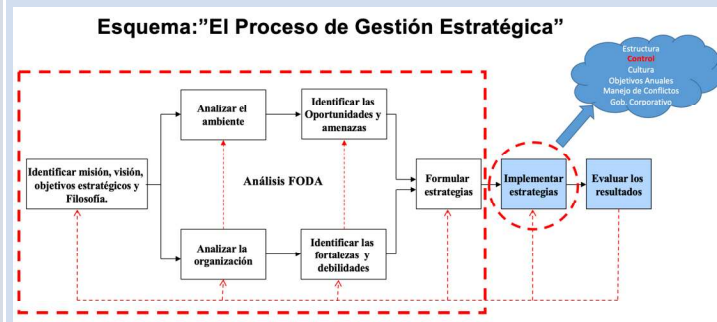 Esquema:”El Proceso de Gestión Estratégica”
Estructura
Control
Cultura
Objetivos Anuales
Manejo de Conflictos
Gob. Corporativo
Analizar el
ambiente
Identificar las
Oportunidades y
amenazas
Identificar misión, visión,
objetivos estratégicos y
Filosofía.
Análisis FODA
Formular
estrategias
Implementar
estrategias
Evaluar los
resultados
Analizar la
organización
Identificar las
fortalezas y
debilidades